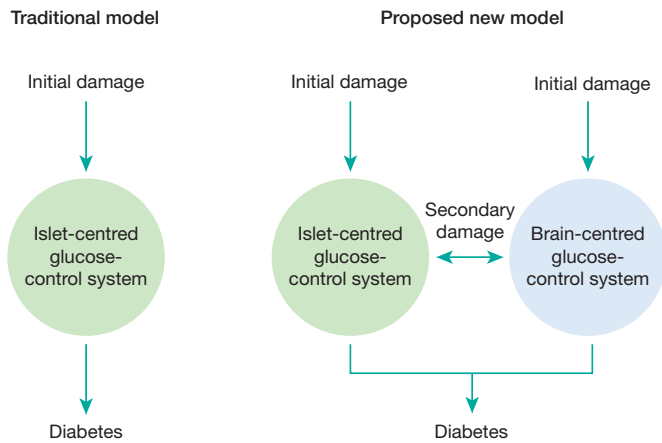 Traditional model
Initial damage
Islet-centred
glucose-
control system
Diabetes
Proposed new model
Initial damage
Initial damage
Islet-centred
glucose-
control system
Secondary
damage
Brain-centred
glucose-
control system
Diabetes